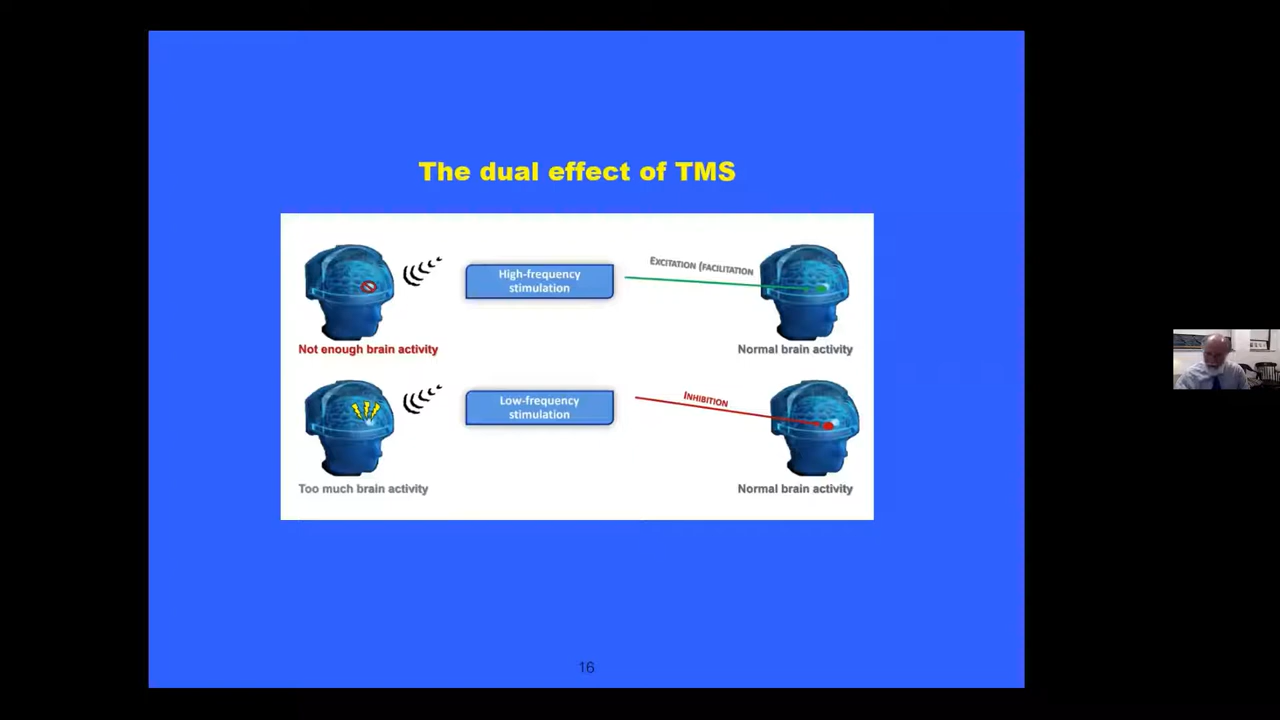 The dual effect of TMS
High-frequency
stimulation
EXCITATION (FACILITATION
Not enough brain activity
Normal brain activity
Low-frequency
stimulation
INHIBITION
Too much brain activity
Normal brain activity
16